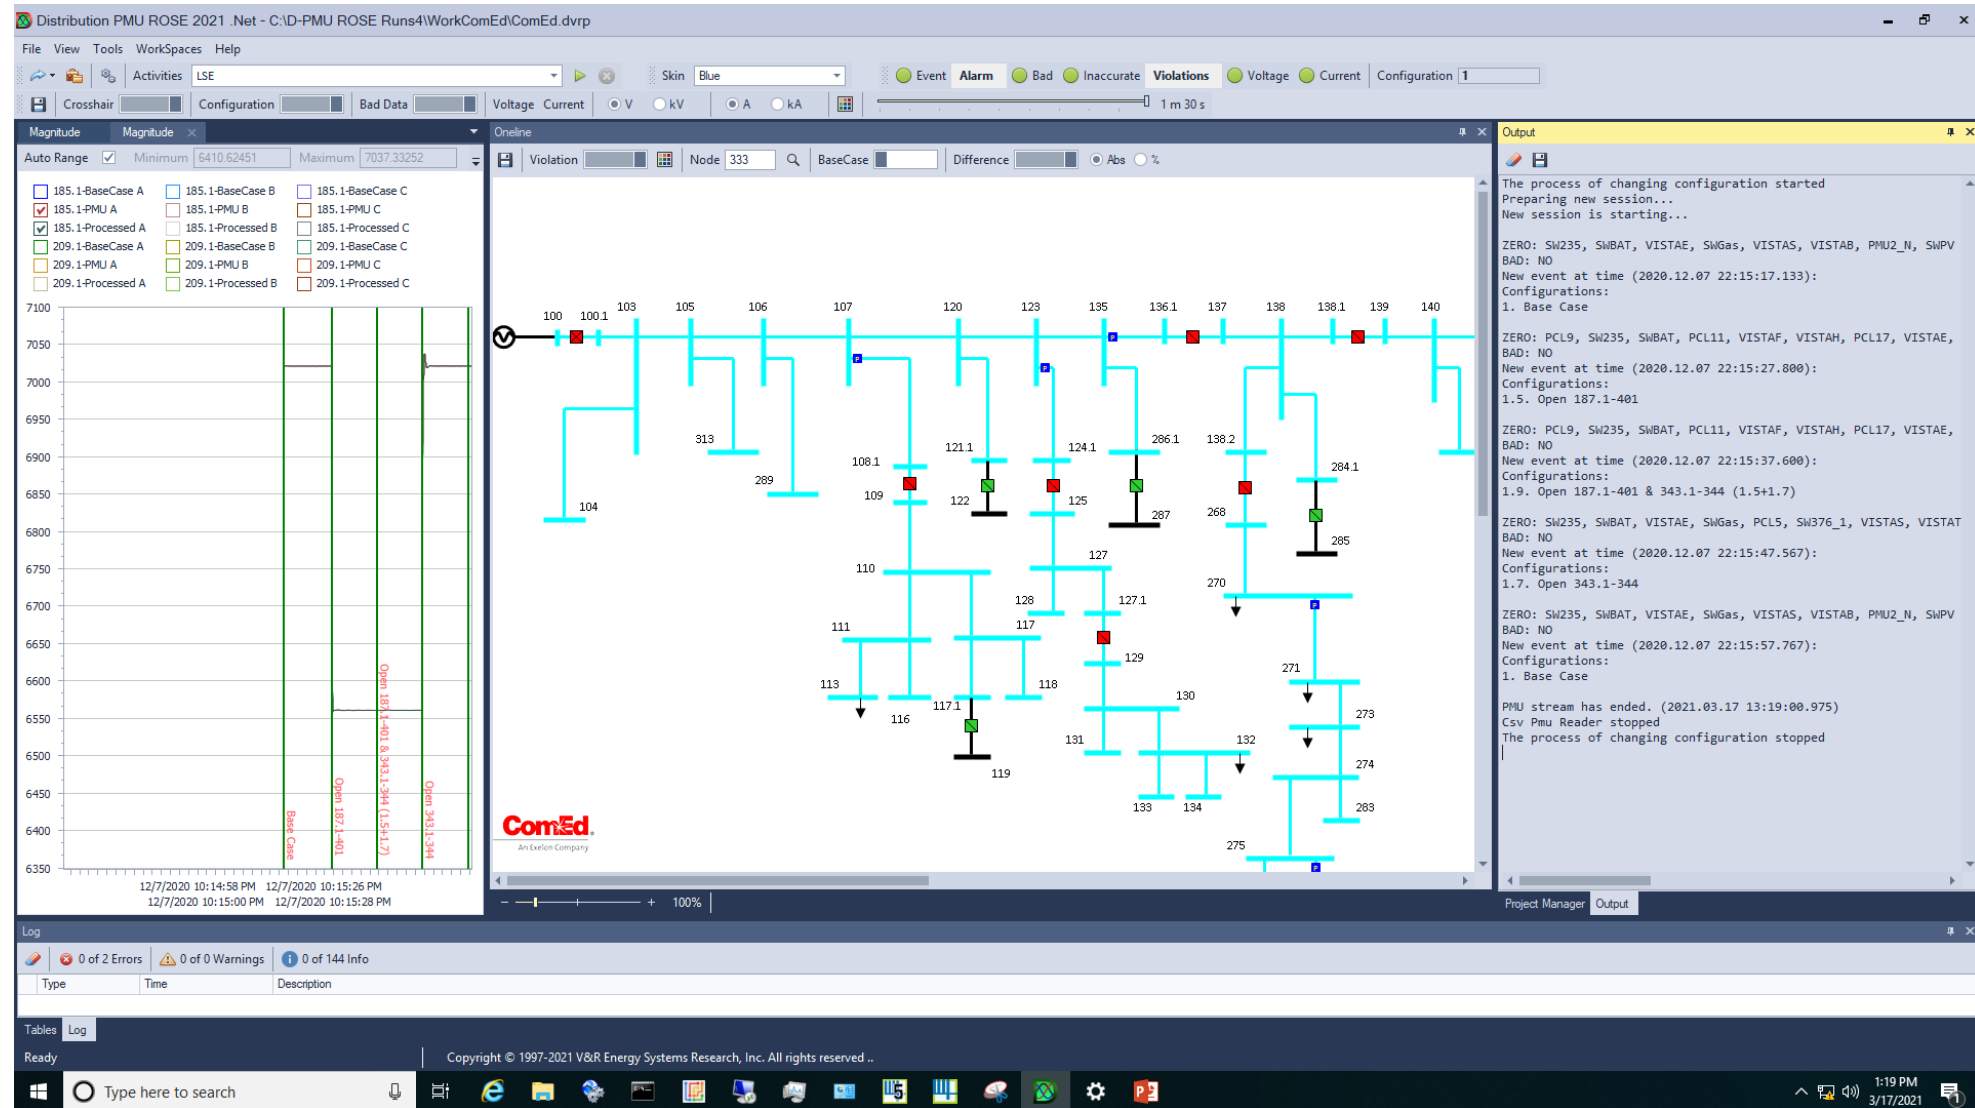 Distribution PMU ROSE 2021 .Net - C:\D-PMU ROSE Runs4\WorkComEd\ComEd.dvrp
File View Tools WorkSpaces Help
Activities LSE Skin Blue Event Alarm Bad Inaccurate Violations Voltage Current Configuration 1
Crosshair Configuration Bad Data Voltage Current V kV A kA 1 m 30 s
Magnitude Magnitude
Auto Range Minimum 6410.62451 Maximum 7037.33252
185.1-BaseCase A 185.1-BaseCase B 185.1-BaseCase C
185.1-PMU A 185.1-PMU B 185.1-PMU C
185.1-Processed A 185.1-Processed B 185.1-Processed C
209.1-BaseCase A 209.1-BaseCase B 209.1-BaseCase C
209.1-PMU A 209.1-PMU B 209.1-PMU C
209.1-Processed A 209.1-Processed B 209.1-Processed C
7100
7050
7000
6950
6900
6850
6800
6750
6700
6650
6600
6550
6500
6450
6400
6350
Base Case
Open 187.1-401
Open 187.1-401 & 343.1-344 (1.5+1.7)
Open 343.1-344
12/7/2020 10:14:58 PM 12/7/2020 10:15:26 PM
12/7/2020 10:15:00 PM 12/7/2020 10:15:28 PM
Oneline
Violation Node 333 BaseCase Difference Abs %
100 100.1 103 105 106 107 120 123 135 136.1 137 138 138.1 139 140
P
P
P
313 289 104
108.1 109 121.1 122 124.1 125 286.1 287 138.2 268 284.1 285
110 127 128 127.1 117 111 129 270
P
113 116 117.1 118 119 130 131 132 133 134
271 273 274 283 275
P
ComEd.
An Exelon Company
100%
Output
The process of changing configuration started
Preparing new session...
New session is starting...
ZERO: SW235, SWBAT, VISTAE, SWGas, VISTAS, VISTAB, PMU2_N, SWPV
BAD: NO
New event at time (2020.12.07 22:15:17.133):
Configurations:
1. Base Case
ZERO: PCL9, SW235, SWBAT, PCL11, VISTAF, VISTAH, PCL17, VISTAE,
BAD: NO
New event at time (2020.12.07 22:15:27.800):
Configurations:
1.5. Open 187.1-401
ZERO: PCL9, SW235, SWBAT, PCL11, VISTAF, VISTAH, PCL17, VISTAE,
BAD: NO
New event at time (2020.12.07 22:15:37.600):
Configurations:
1.9. Open 187.1-401 & 343.1-344 (1.5+1.7)
ZERO: SW235, SWBAT, VISTAE, SWGas, PCL5, SW376_1, VISTAS, VISTAT
BAD: NO
New event at time (2020.12.07 22:15:47.567):
Configurations:
1.7. Open 343.1-344
ZERO: SW235, SWBAT, VISTAE, SWGas, VISTAS, VISTAB, PMU2_N, SWPV
BAD: NO
New event at time (2020.12.07 22:15:57.767):
Configurations:
1. Base Case
PMU stream has ended. (2021.03.17 13:19:00.975)
Csv Pmu Reader stopped
The process of changing configuration stopped
Project Manager Output
Log
0 of 2 Errors 0 of 0 Warnings 0 of 144 Info
Type Time Description
Tables Log
Ready Copyright © 1997-2021 V&R Energy Systems Research, Inc. All rights reserved ..
Type here to search
1:19 PM
3/17/2021